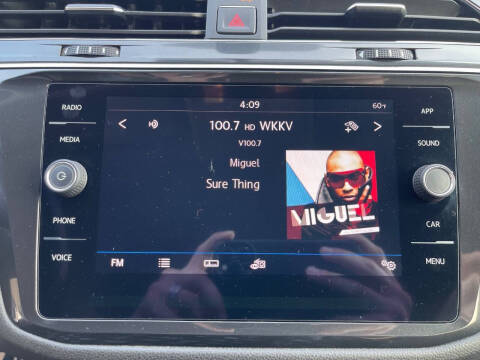 RADIO
MEDIA
PHONE
VOICE
4:09
60°F
100.7 HD WKKV
V100.7
Miguel
Sure Thing
MIGUEL
FM
APP
SOUND
CAR
MENU